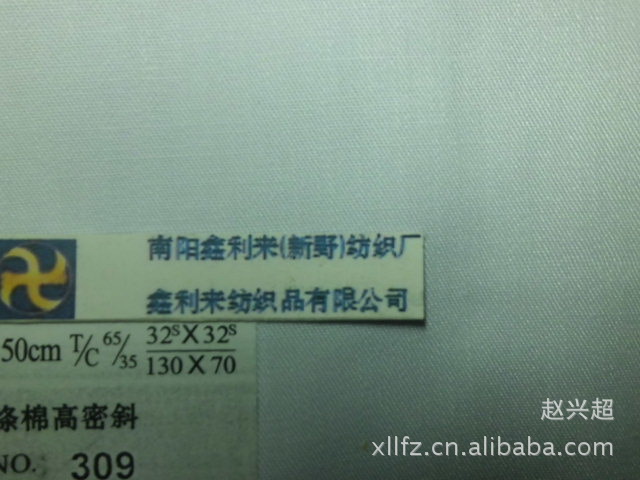 南阳鑫利来(新野)纺织厂
鑫利来纺织品有限公司
50cm T/C 65/35 32S X 32S
130 X 70
涤棉高密斜
NO. 309
赵兴超
xllfz.cn.alibaba.com